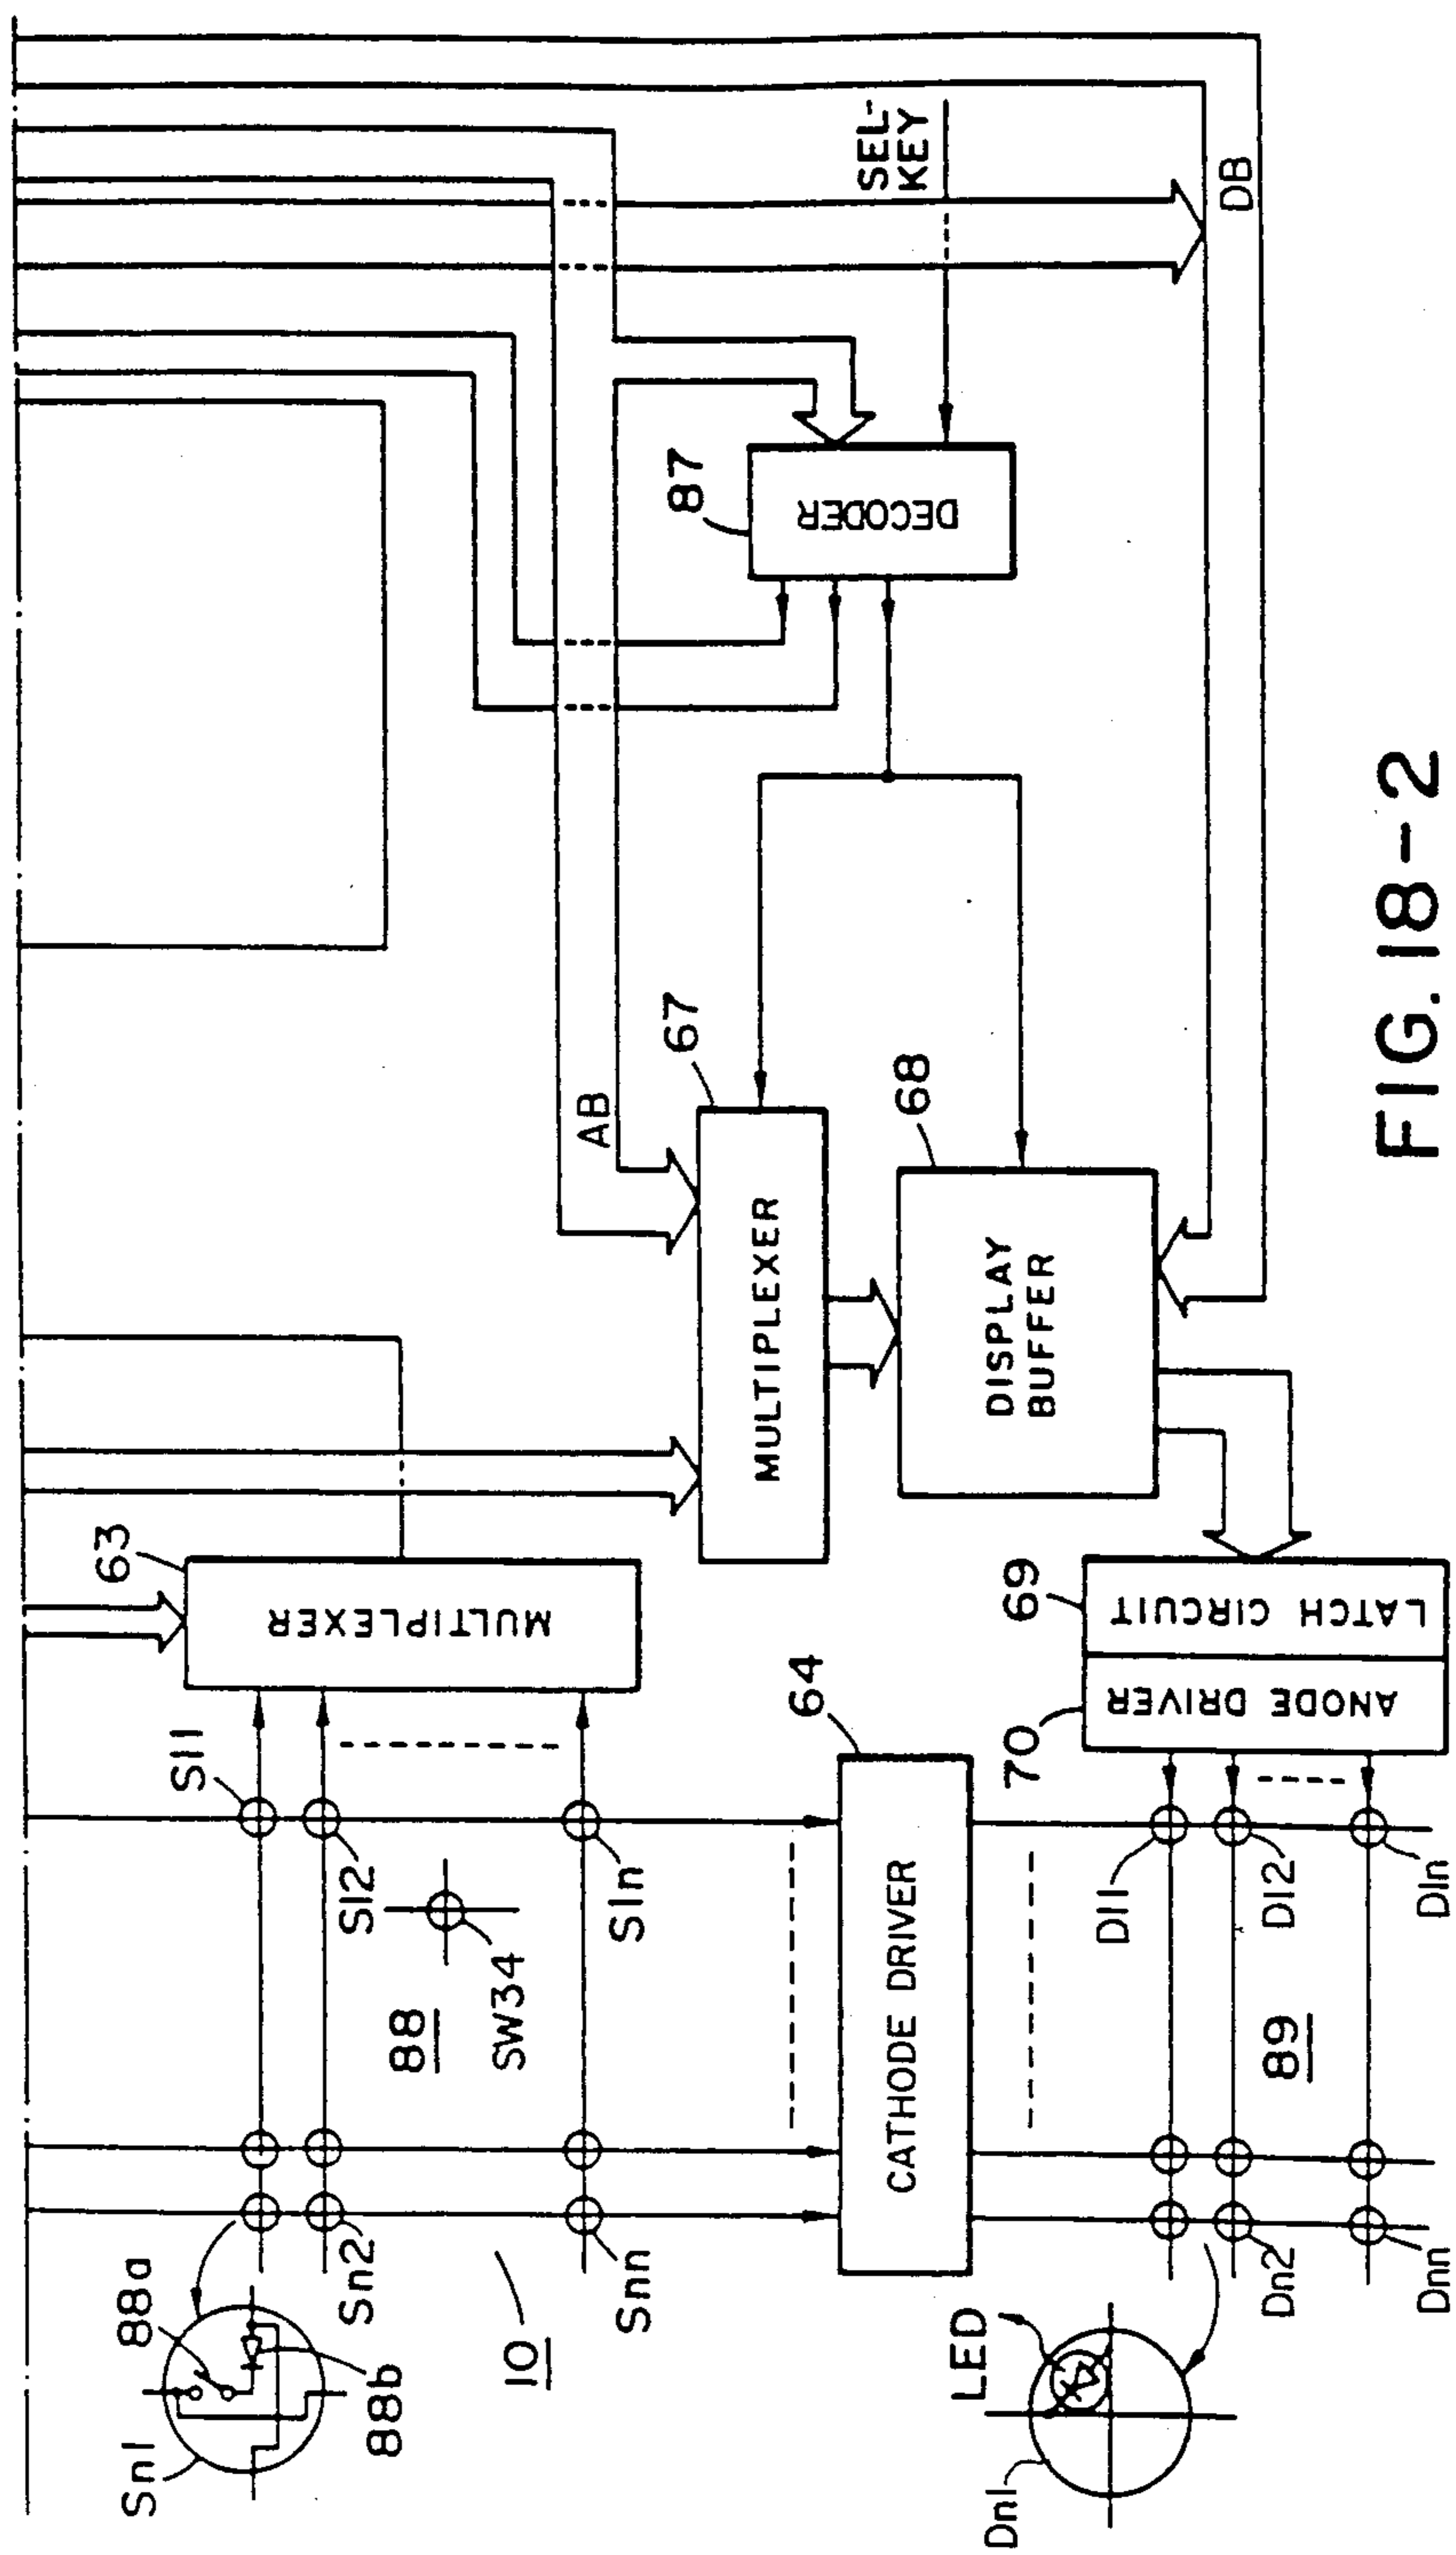 Sn1
88a
88b
Sn2
Snn
10
88
SW34
S11
S12
S1n
63
MULTIPLEXER
SEL-
KEY
87
DECODER
AB
DB
67
MULTIPLEXER
68
DISPLAY
BUFFER
64
CATHODE DRIVER
69
LATCH CIRCUIT
70
ANODE DRIVER
LED
Dn1
Dn2
Dnn
89
D11
D12
D1n
FIG. 18-2